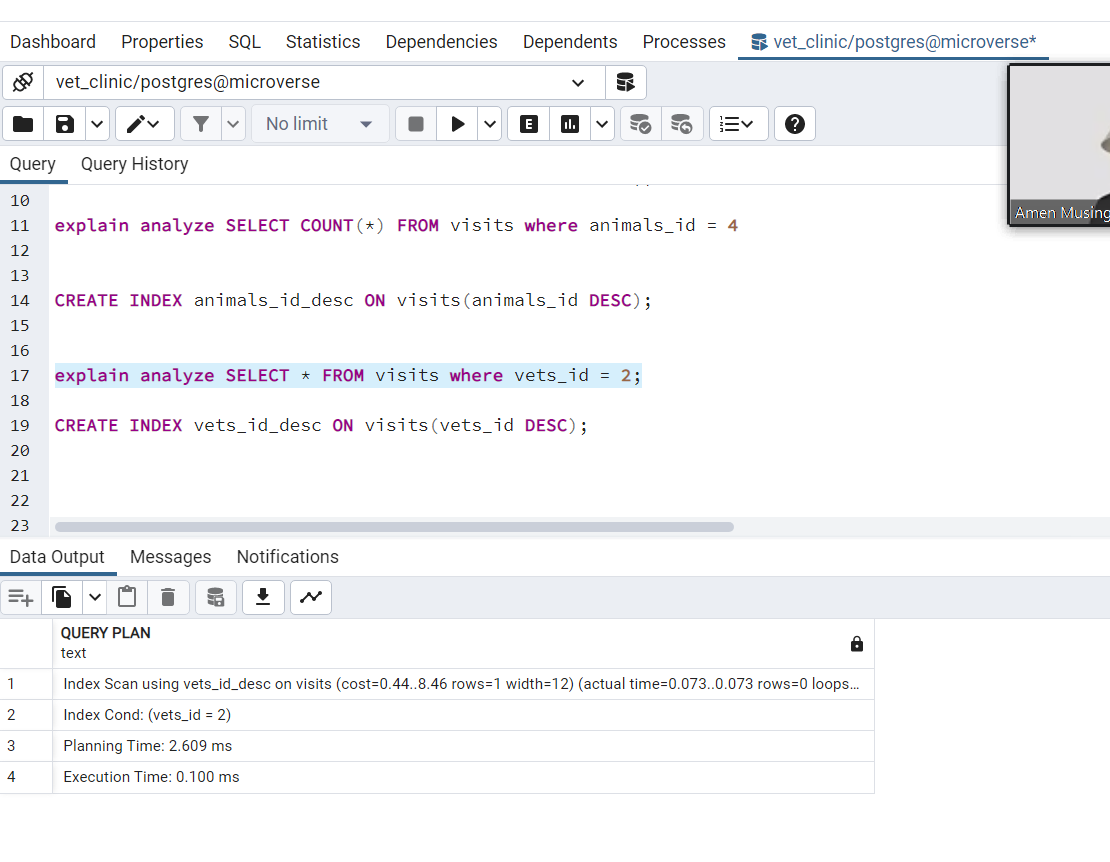 Dashboard Properties SQL Statistics Dependencies Dependents Processes vet_clinic/postgres@microverse*
vet_clinic/postgres@microverse
No limit
E
Query Query History
10
11 explain analyze SELECT COUNT(*) FROM visits where animals_id = 4
12
13
14 CREATE INDEX animals_id_desc ON visits(animals_id DESC);
15
16
17 explain analyze SELECT * FROM visits where vets_id = 2;
18
19 CREATE INDEX vets_id_desc ON visits(vets_id DESC);
20
21
22
23
Amen Musing
Data Output Messages Notifications
QUERY PLAN
text
1 Index Scan using vets_id_desc on visits (cost=0.44..8.46 rows=1 width=12) (actual time=0.073..0.073 rows=0 loops...
2 Index Cond: (vets_id = 2)
3 Planning Time: 2.609 ms
4 Execution Time: 0.100 ms